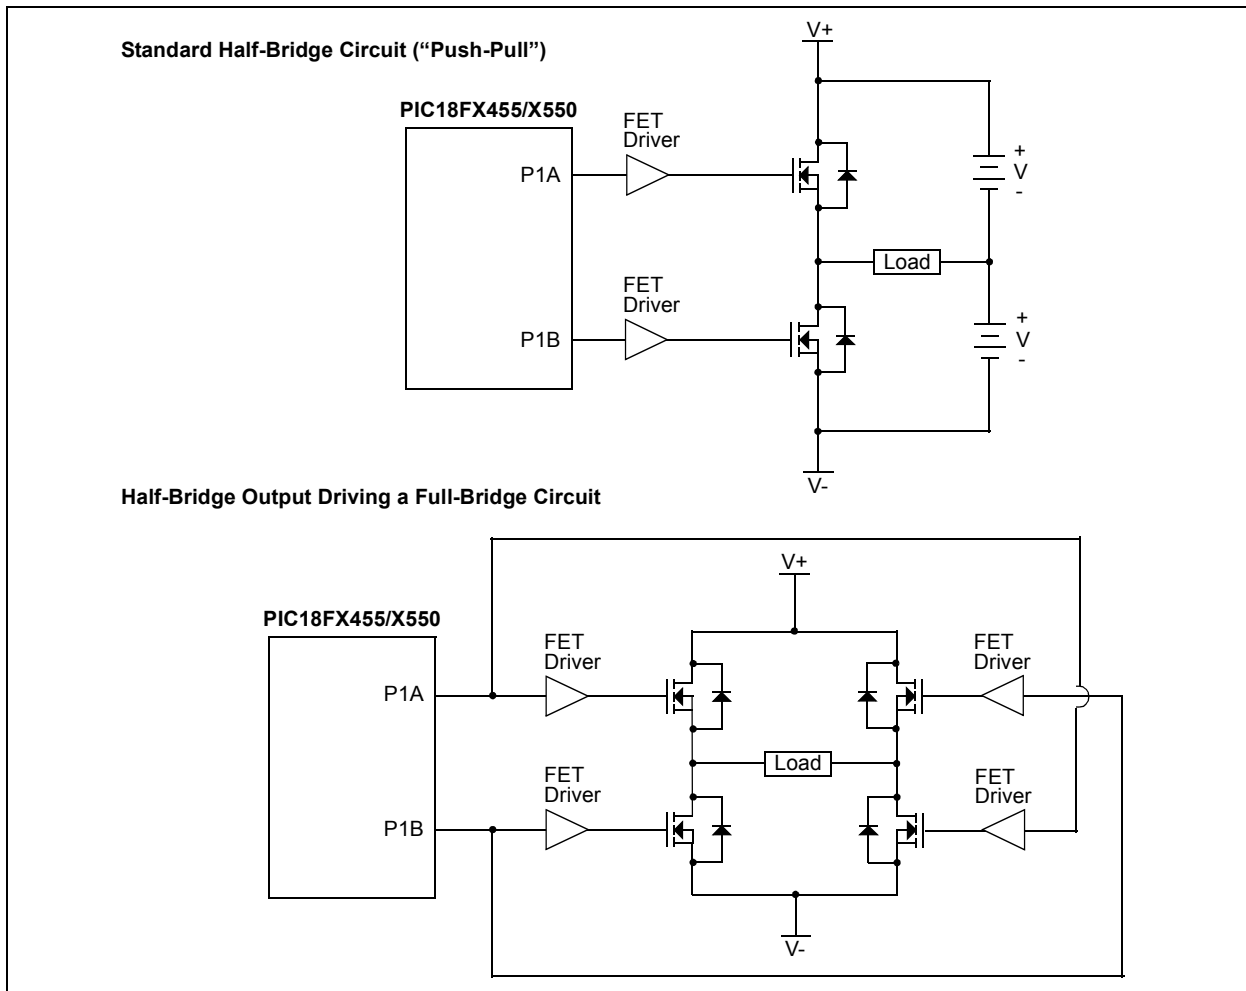 Standard Half-Bridge Circuit (“Push-Pull”)
V+
PIC18FX455/X550
FET
Driver
P1A
+
V
-
Load
FET
Driver
P1B
+
V
-
V-
Half-Bridge Output Driving a Full-Bridge Circuit
V+
PIC18FX455/X550
FET
Driver
FET
Driver
P1A
Load
FET
Driver
FET
Driver
P1B
V-